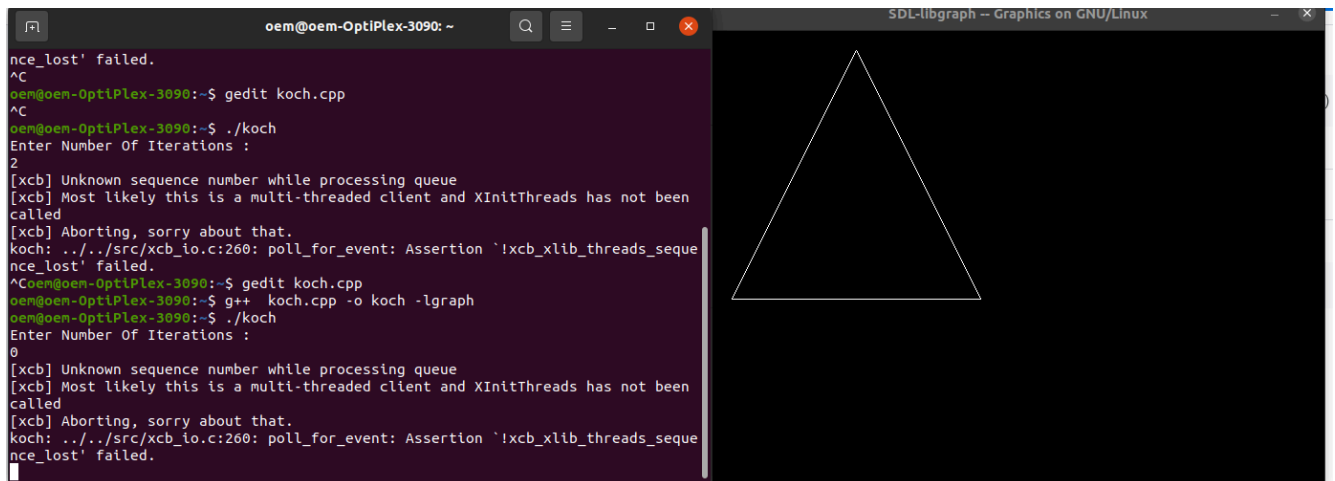 oem@oem-OptiPlex-3090: ~
nce_lost' failed.
^C
oem@oem-OptiPlex-3090:~$ gedit koch.cpp
^C
oem@oem-OptiPlex-3090:~$ ./koch
Enter Number Of Iterations :
2
[xcb] Unknown sequence number while processing queue
[xcb] Most likely this is a multi-threaded client and XInitThreads has not been
called
[xcb] Aborting, sorry about that.
koch: ../../src/xcb_io.c:260: poll_for_event: Assertion `!xcb_xlib_threads_seque
nce_lost' failed.
^Coem@oem-OptiPlex-3090:~$ gedit koch.cpp
oem@oem-OptiPlex-3090:~$ g++  koch.cpp -o koch -lgraph
oem@oem-OptiPlex-3090:~$ ./koch
Enter Number Of Iterations :
0
[xcb] Unknown sequence number while processing queue
[xcb] Most likely this is a multi-threaded client and XInitThreads has not been
called
[xcb] Aborting, sorry about that.
koch: ../../src/xcb_io.c:260: poll_for_event: Assertion `!xcb_xlib_threads_seque
nce_lost' failed.
SDL-libgraph -- Graphics on GNU/Linux
)